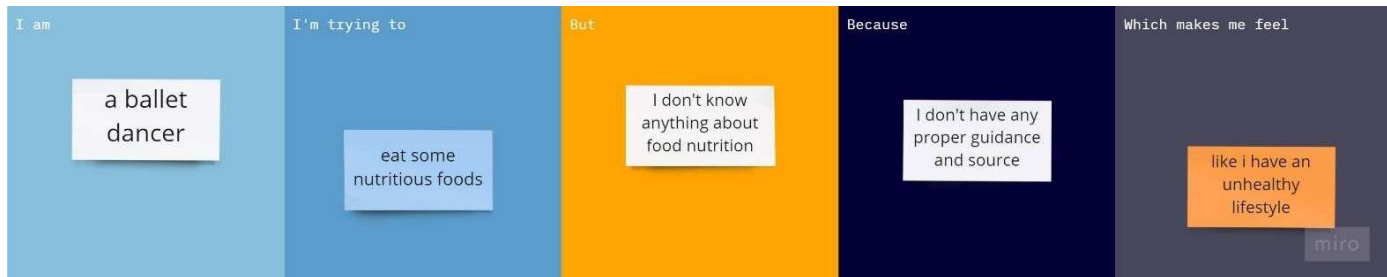 I am
a ballet
dancer
I'm trying to
eat some
nutritious foods
But
I don't know
anything about
food nutrition
Because
I don't have any
proper guidance
and source
Which makes me feel
like i have an
unhealthy
lifestyle
miro